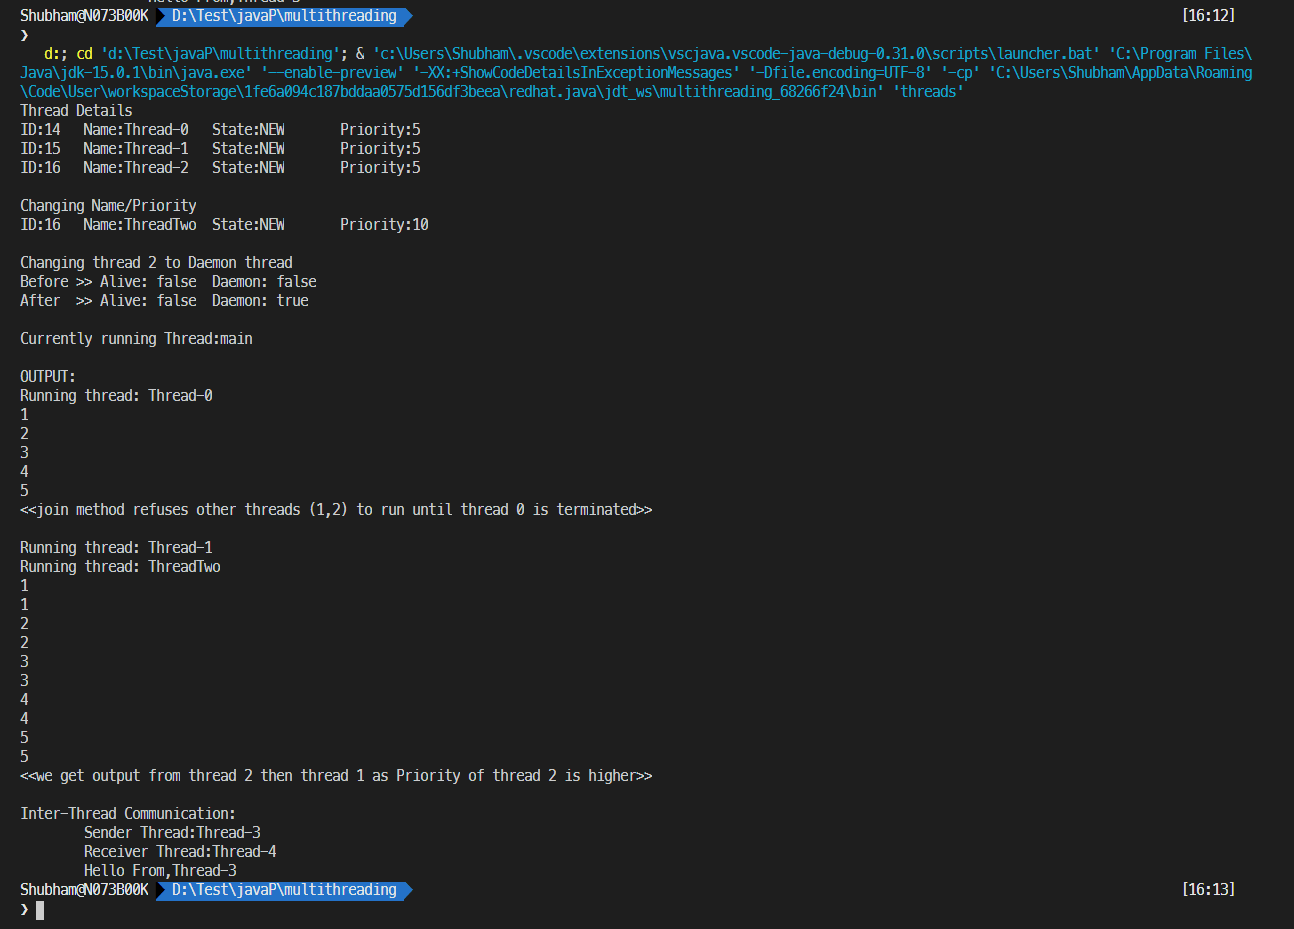 Hello From,Thread-3
Shubham@N073B00K D:\Test\javaP\multithreading [16:12]
❯
d:; cd 'd:\Test\javaP\multithreading'; & 'c:\Users\Shubham\.vscode\extensions\vscjava.vscode-java-debug-0.31.0\scripts\launcher.bat' 'C:\Program Files\
Java\jdk-15.0.1\bin\java.exe' '--enable-preview' '-XX:+ShowCodeDetailsInExceptionMessages' '-Dfile.encoding=UTF-8' '-cp' 'C:\Users\Shubham\AppData\Roaming
\Code\User\workspaceStorage\1fe6a094c187bddaa0575d156df3beea\redhat.java\jdt_ws\multithreading_68266f24\bin' 'threads'
Thread Details
ID:14 Name:Thread-0 State:NEW Priority:5
ID:15 Name:Thread-1 State:NEW Priority:5
ID:16 Name:Thread-2 State:NEW Priority:5
Changing Name/Priority
ID:16 Name:ThreadTwo State:NEW Priority:10
Changing thread 2 to Daemon thread
Before >> Alive: false Daemon: false
After >> Alive: false Daemon: true
Currently running Thread:main
OUTPUT:
Running thread: Thread-0
1
2
3
4
5
<<join method refuses other threads (1,2) to run until thread 0 is terminated>>
Running thread: Thread-1
Running thread: ThreadTwo
1
1
2
2
3
3
4
4
5
5
<<we get output from thread 2 then thread 1 as Priority of thread 2 is higher>>
Inter-Thread Communication:
Sender Thread:Thread-3
Receiver Thread:Thread-4
Hello From,Thread-3
Shubham@N073B00K D:\Test\javaP\multithreading [16:13]
❯